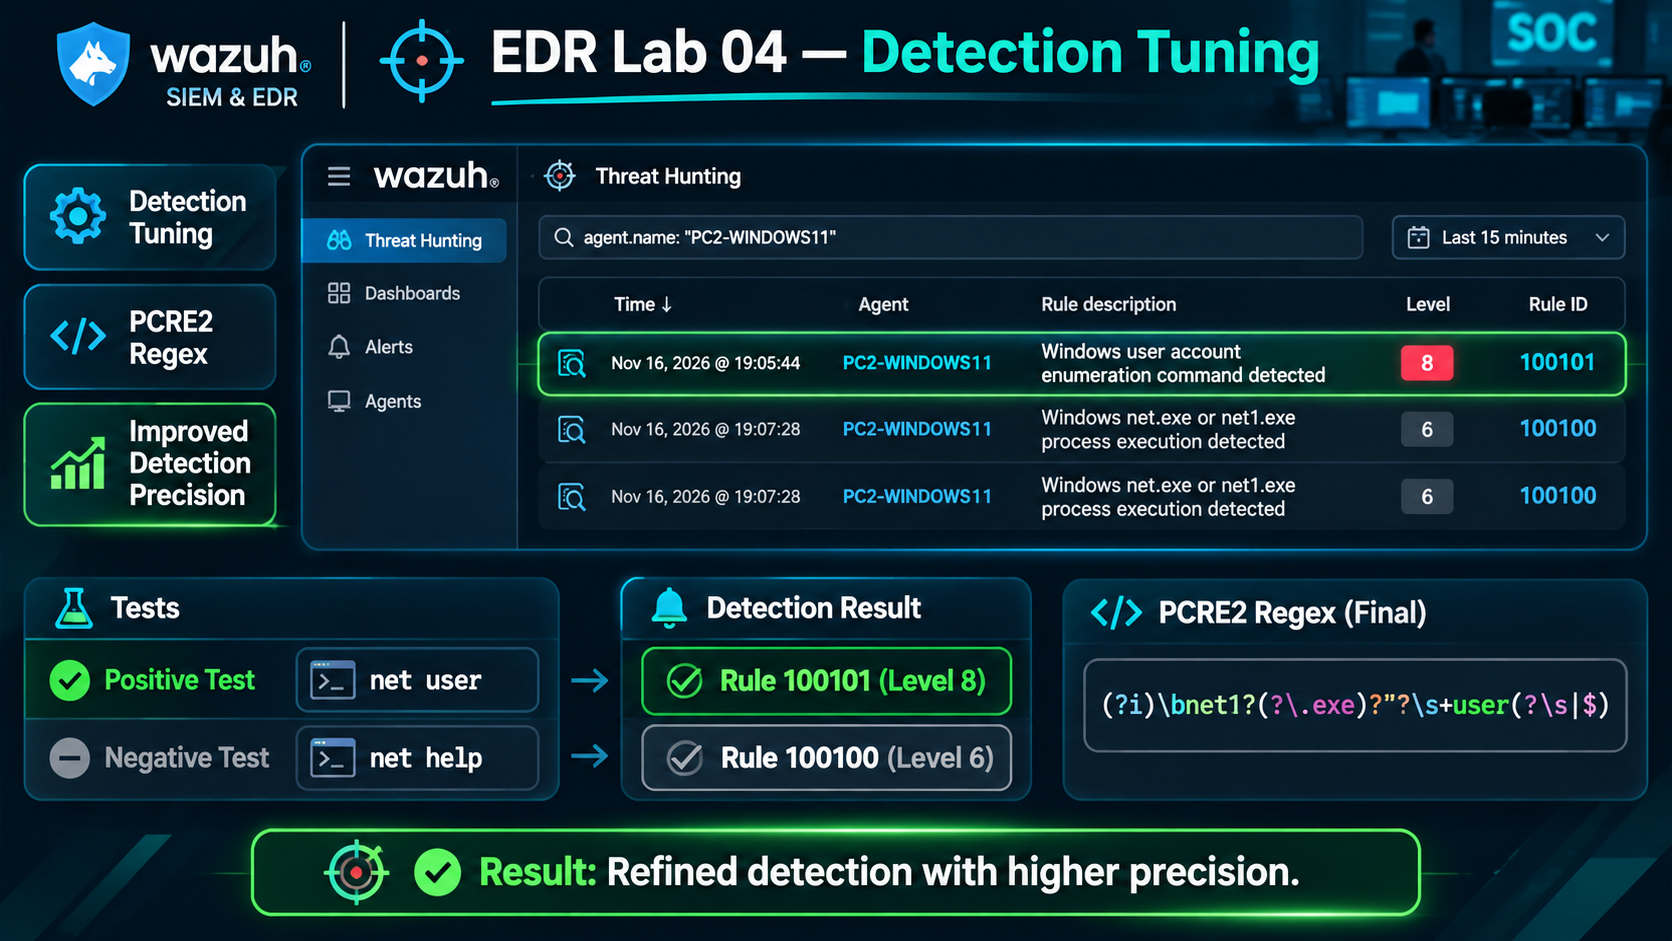 wazuh®
SIEM & EDR
EDR Lab 04 — Detection Tuning
SOC
Detection
Tuning
</>
PCRE2
Regex
Improved
Detection
Precision
wazuh®
Threat Hunting
Dashboards
Alerts
Agents
Threat Hunting
agent.name: "PC2-WINDOWS11"
Last 15 minutes
Time ↓ Agent Rule description Level Rule ID
Nov 16, 2026 @ 19:05:44 PC2-WINDOWS11 Windows user account
enumeration command detected 8 100101
Nov 16, 2026 @ 19:07:28 PC2-WINDOWS11 Windows net.exe or net1.exe
process execution detected 6 100100
Nov 16, 2026 @ 19:07:28 PC2-WINDOWS11 Windows net.exe or net1.exe
process execution detected 6 100100
Tests
Positive Test >_ net user →
Negative Test >_ net help →
Detection Result
Rule 100101 (Level 8)
Rule 100100 (Level 6)
</> PCRE2 Regex (Final)
(?i)\bnet1?(?\.exe)?"?\s+user(?\s|$)
Result: Refined detection with higher precision.